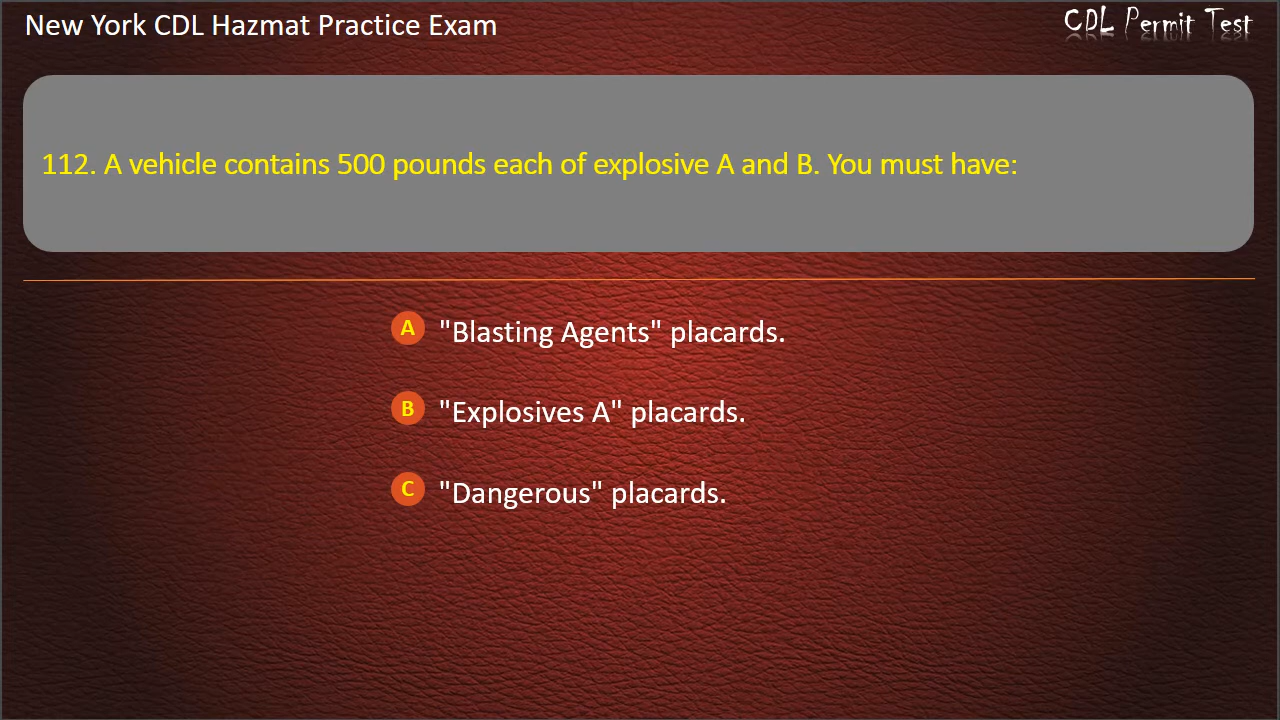 New York CDL Hazmat Practice Exam
CDL Permit Test
112. A vehicle contains 500 pounds each of explosive A and B. You must have:
A "Blasting Agents" placards.
B "Explosives A" placards.
C "Dangerous" placards.